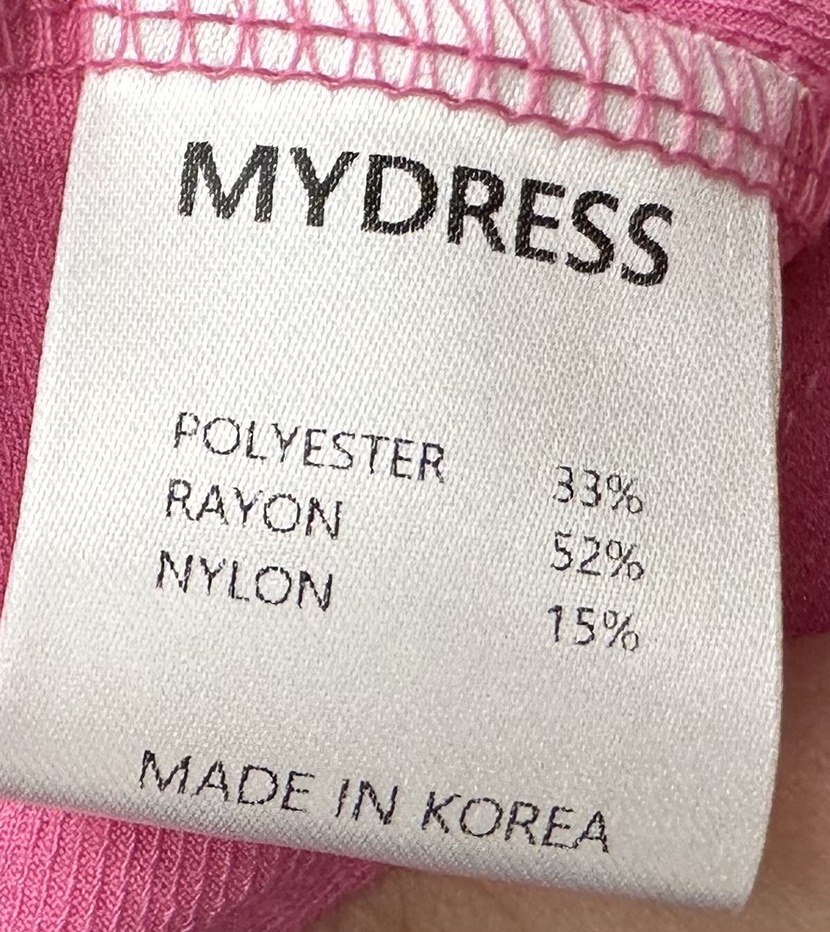 MYDRESS
POLYESTER 33%
RAYON 52%
NYLON 15%
MADE IN KOREA